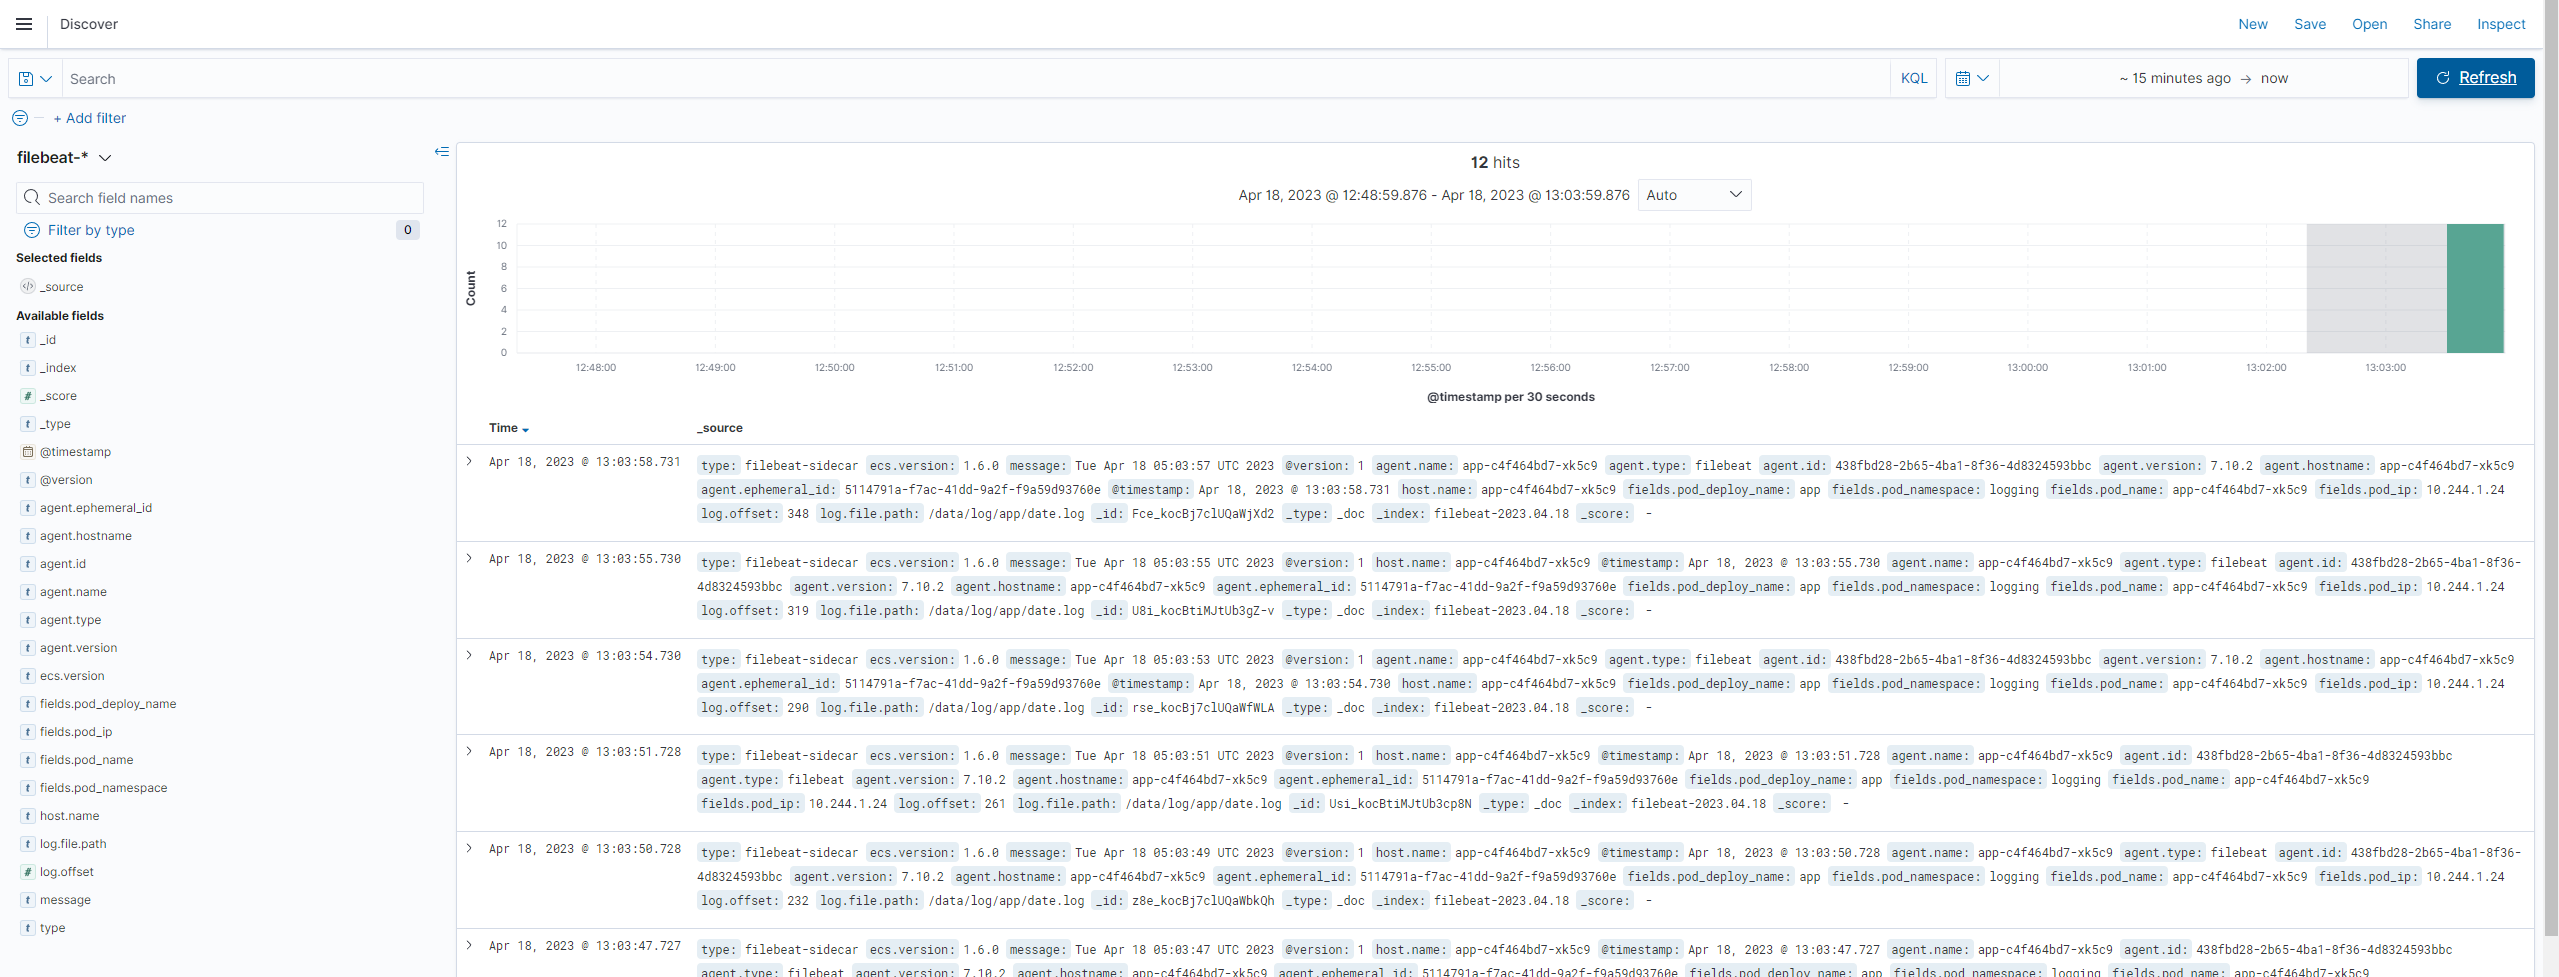 Discover
New Save Open Share Inspect
Search
KQL
~ 15 minutes ago → now
Refresh
+ Add filter
filebeat-*
Search field names
Filter by type 0
Selected fields
_source
Available fields
t _id
t _index
# _score
t _type
@timestamp
t @version
t agent.ephemeral_id
t agent.hostname
t agent.id
t agent.name
t agent.type
t agent.version
t ecs.version
t fields.pod_deploy_name
t fields.pod_ip
t fields.pod_name
t fields.pod_namespace
t host.name
t log.file.path
# log.offset
t message
t type
12 hits
Apr 18, 2023 @ 12:48:59.876 - Apr 18, 2023 @ 13:03:59.876 Auto
Count
12
10
8
6
4
2
0
12:48:00 12:49:00 12:50:00 12:51:00 12:52:00 12:53:00 12:54:00 12:55:00 12:56:00 12:57:00 12:58:00 12:59:00 13:00:00 13:01:00 13:02:00 13:03:00
@timestamp per 30 seconds
Time _source
Apr 18, 2023 @ 13:03:58.731 type: filebeat-sidecar ecs.version: 1.6.0 message: Tue Apr 18 05:03:57 UTC 2023 @version: 1 agent.name: app-c4f464bd7-xk5c9 agent.type: filebeat agent.id: 438fbd28-2b65-4ba1-8f36-4d8324593bbc agent.version: 7.10.2 agent.hostname: app-c4f464bd7-xk5c9
agent.ephemeral_id: 5114791a-f7ac-41dd-9a2f-f9a59d93760e @timestamp: Apr 18, 2023 @ 13:03:58.731 host.name: app-c4f464bd7-xk5c9 fields.pod_deploy_name: app fields.pod_namespace: logging fields.pod_name: app-c4f464bd7-xk5c9 fields.pod_ip: 10.244.1.24
log.offset: 348 log.file.path: /data/log/app/date.log _id: Fce_kocBj7clUQaWjXd2 _type: _doc _index: filebeat-2023.04.18 _score: -
Apr 18, 2023 @ 13:03:55.730 type: filebeat-sidecar ecs.version: 1.6.0 message: Tue Apr 18 05:03:55 UTC 2023 @version: 1 host.name: app-c4f464bd7-xk5c9 @timestamp: Apr 18, 2023 @ 13:03:55.730 agent.name: app-c4f464bd7-xk5c9 agent.type: filebeat agent.id: 438fbd28-2b65-4ba1-8f36-
4d8324593bbc agent.version: 7.10.2 agent.hostname: app-c4f464bd7-xk5c9 agent.ephemeral_id: 5114791a-f7ac-41dd-9a2f-f9a59d93760e fields.pod_deploy_name: app fields.pod_namespace: logging fields.pod_name: app-c4f464bd7-xk5c9 fields.pod_ip: 10.244.1.24
log.offset: 319 log.file.path: /data/log/app/date.log _id: U8i_kocBtiMJtUb3gZ-v _type: _doc _index: filebeat-2023.04.18 _score: -
Apr 18, 2023 @ 13:03:54.730 type: filebeat-sidecar ecs.version: 1.6.0 message: Tue Apr 18 05:03:53 UTC 2023 @version: 1 agent.name: app-c4f464bd7-xk5c9 agent.type: filebeat agent.id: 438fbd28-2b65-4ba1-8f36-4d8324593bbc agent.version: 7.10.2 agent.hostname: app-c4f464bd7-xk5c9
agent.ephemeral_id: 5114791a-f7ac-41dd-9a2f-f9a59d93760e @timestamp: Apr 18, 2023 @ 13:03:54.730 host.name: app-c4f464bd7-xk5c9 fields.pod_deploy_name: app fields.pod_namespace: logging fields.pod_name: app-c4f464bd7-xk5c9 fields.pod_ip: 10.244.1.24
log.offset: 290 log.file.path: /data/log/app/date.log _id: rse_kocBj7clUQaWfWLA _type: _doc _index: filebeat-2023.04.18 _score: -
Apr 18, 2023 @ 13:03:51.728 type: filebeat-sidecar ecs.version: 1.6.0 message: Tue Apr 18 05:03:51 UTC 2023 @version: 1 host.name: app-c4f464bd7-xk5c9 @timestamp: Apr 18, 2023 @ 13:03:51.728 agent.name: app-c4f464bd7-xk5c9 agent.id: 438fbd28-2b65-4ba1-8f36-4d8324593bbc
agent.type: filebeat agent.version: 7.10.2 agent.hostname: app-c4f464bd7-xk5c9 agent.ephemeral_id: 5114791a-f7ac-41dd-9a2f-f9a59d93760e fields.pod_deploy_name: app fields.pod_namespace: logging fields.pod_name: app-c4f464bd7-xk5c9
fields.pod_ip: 10.244.1.24 log.offset: 261 log.file.path: /data/log/app/date.log _id: Usi_kocBtiMJtUb3cp8N _type: _doc _index: filebeat-2023.04.18 _score: -
Apr 18, 2023 @ 13:03:50.728 type: filebeat-sidecar ecs.version: 1.6.0 message: Tue Apr 18 05:03:49 UTC 2023 @version: 1 host.name: app-c4f464bd7-xk5c9 @timestamp: Apr 18, 2023 @ 13:03:50.728 agent.name: app-c4f464bd7-xk5c9 agent.type: filebeat agent.id: 438fbd28-2b65-4ba1-8f36-
4d8324593bbc agent.version: 7.10.2 agent.hostname: app-c4f464bd7-xk5c9 agent.ephemeral_id: 5114791a-f7ac-41dd-9a2f-f9a59d93760e fields.pod_deploy_name: app fields.pod_namespace: logging fields.pod_name: app-c4f464bd7-xk5c9 fields.pod_ip: 10.244.1.24
log.offset: 232 log.file.path: /data/log/app/date.log _id: z8e_kocBj7clUQaWbkQh _type: _doc _index: filebeat-2023.04.18 _score: -
Apr 18, 2023 @ 13:03:47.727 type: filebeat-sidecar ecs.version: 1.6.0 message: Tue Apr 18 05:03:47 UTC 2023 @version: 1 host.name: app-c4f464bd7-xk5c9 @timestamp: Apr 18, 2023 @ 13:03:47.727 agent.name: app-c4f464bd7-xk5c9 agent.id: 438fbd28-2b65-4ba1-8f36-4d8324593bbc
agent.type: filebeat agent.version: 7.10.2 agent.hostname: app-c4f464bd7-xk5c9 agent.ephemeral_id: 5114791a-f7ac-41dd-9a2f-f9a59d93760e fields.pod_deploy_name: app fields.pod_namespace: logging fields.pod_name: app-c4f464bd7-xk5c9